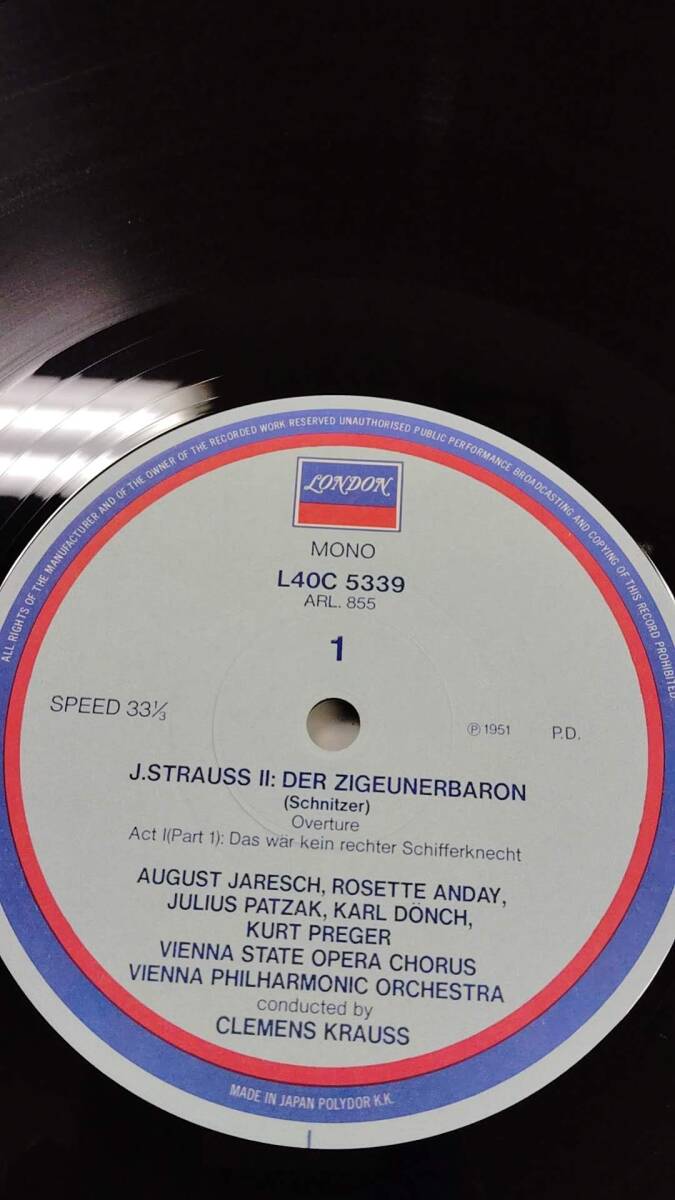 ALL RIGHTS OF THE MANUFACTURER AND OF THE OWNER OF THE RECORDED WORK RESERVED UNAUTHORISED PUBLIC PERFORMANCE BROADCASTING AND COPYING OF THIS RECORD PROHIBITED.
LONDON
MONO
L40C 5339
ARL. 855
1
SPEED 33⅓
℗ 1951 P.D.
J.STRAUSS II: DER ZIGEUNERBARON
(Schnitzer)
Overture
Act I(Part 1): Das wär kein rechter Schifferknecht
AUGUST JARESCH, ROSETTE ANDAY,
JULIUS PATZAK, KARL DÖNCH,
KURT PREGER
VIENNA STATE OPERA CHORUS
VIENNA PHILHARMONIC ORCHESTRA
conducted by
CLEMENS KRAUSS
MADE IN JAPAN POLYDOR K.K.